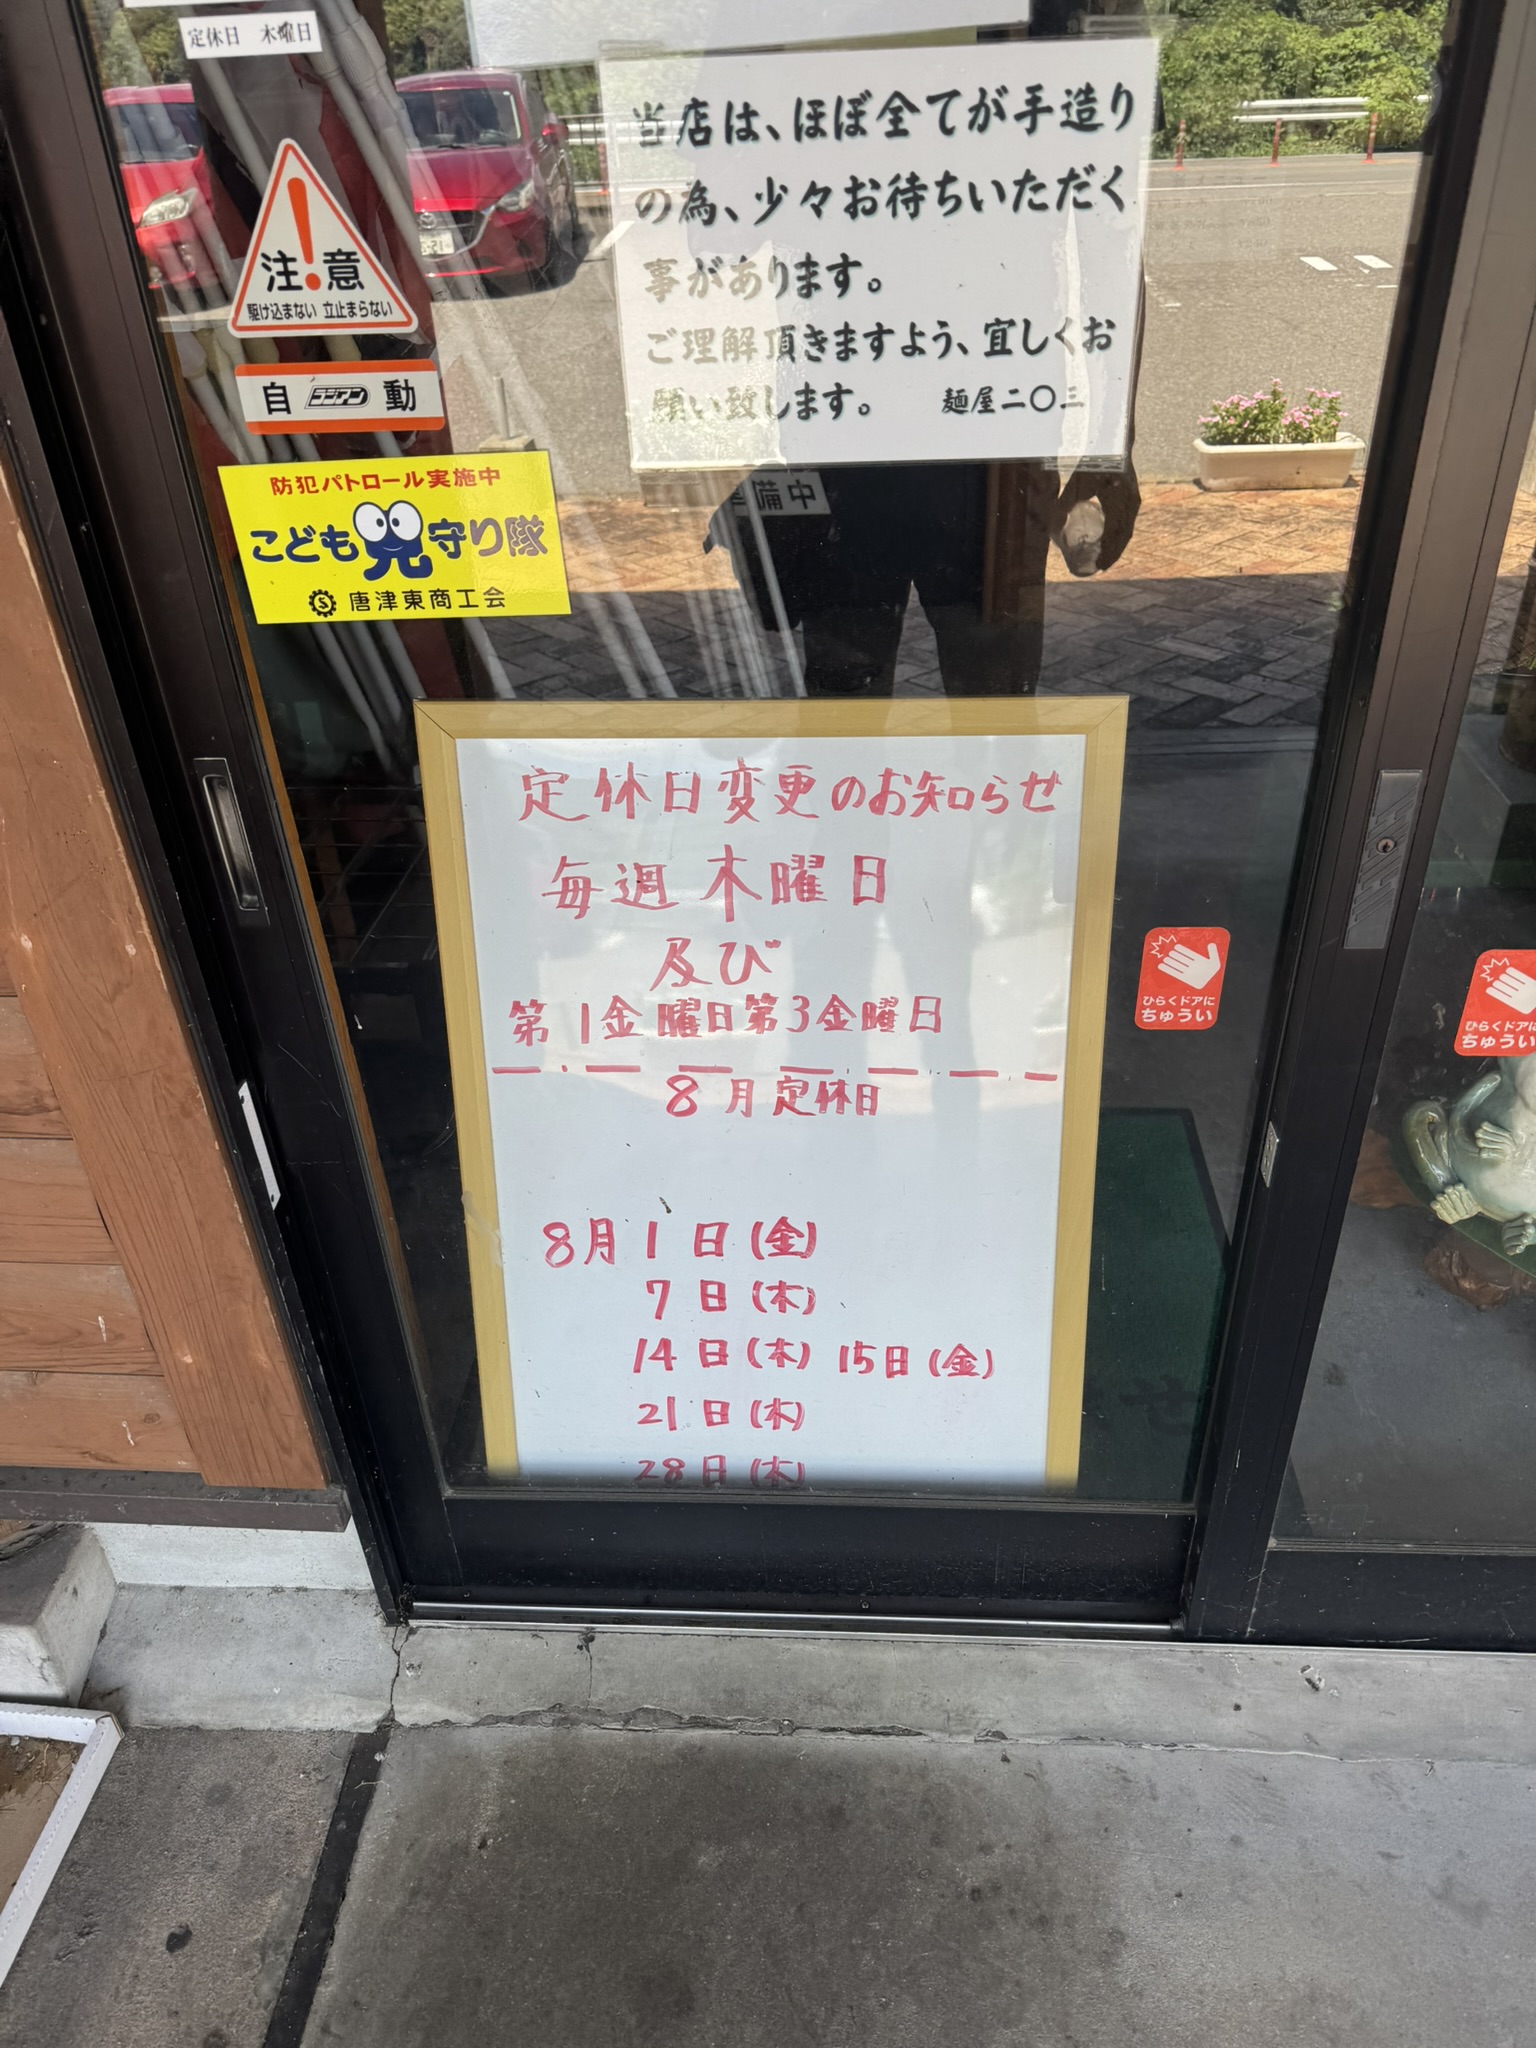 定休日 木曜日
当店は、ほぼ全てが手造り
の為、少々お待ちいただく
事があります。
ご理解頂きますよう、宜しくお
願い致します。 麺屋二〇三
注意
駆け込まない 立止まらない
自 ラジアン 動
防犯パトロール実施中
こども見守り隊
唐津東商工会
準備中
定休日変更のお知らせ
毎週木曜日
及び
第1金曜日第3金曜日
8月定休日
8月1日(金)
7日(木)
14日(木) 15日(金)
21日(木)
28日(木)
ひらくドアに
ちゅうい
ひらくドアに
ちゅうい